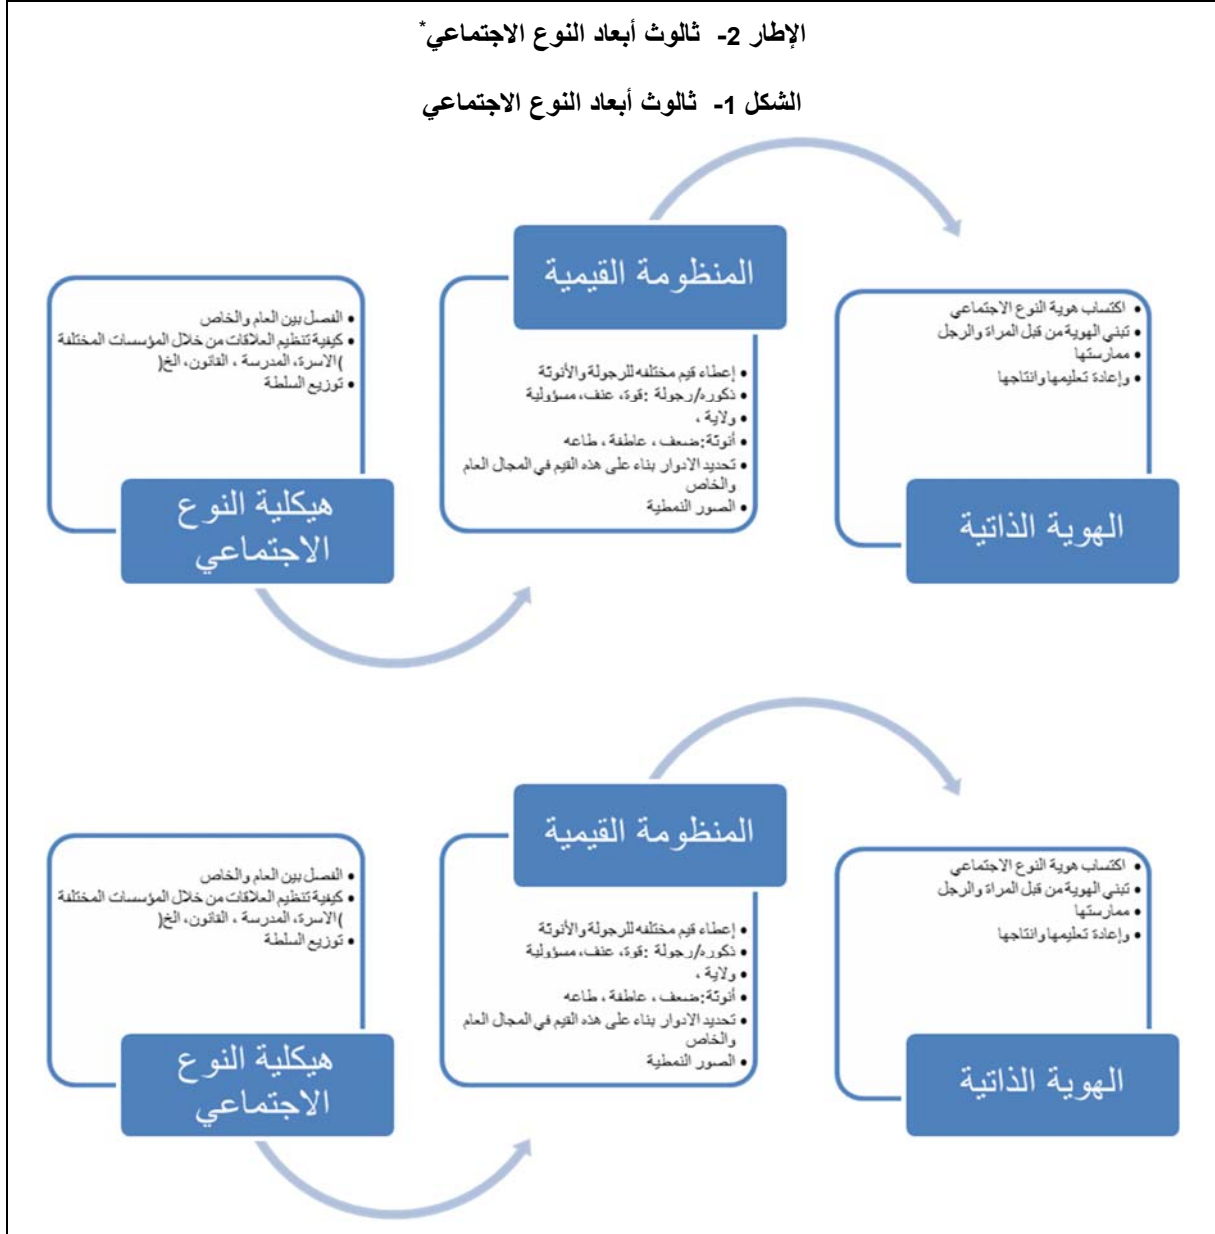 الإطار 2- ثالوث أبعاد النوع الاجتماعي*
الشكل 1- ثالوث أبعاد النوع الاجتماعي
• الفصل بين العام والخاص
• كيفية تنظيم العلاقات من خلال المؤسسات المختلفة
)الاسرة، المدرسة ، القانون، الخ(
• توزيع السلطة
هيكلية النوع
الاجتماعي
المنظومة القيمية
• إعطاء قيم مختلفه للرجولة والأنوثة
• ذكوره/رجولة :قوة، عنف، مسؤولية
• ولاية ،
• أنوثة:ضعف ، عاطفة ، طاعه
• تحديد الادوار بناء على هذه القيم في المجال العام
والخاص
• الصور النمطية
• اكتساب هوية النوع الاجتماعي
• تبني الهوية من قبل المراة والرجل
• ممارستها
• وإعادة تعليمها وانتاجها
الهوية الذاتية
• الفصل بين العام والخاص
• كيفية تنظيم العلاقات من خلال المؤسسات المختلفة
)الاسرة، المدرسة ، القانون، الخ(
• توزيع السلطة
هيكلية النوع
الاجتماعي
المنظومة القيمية
• إعطاء قيم مختلفه للرجولة والأنوثة
• ذكوره/رجولة :قوة، عنف، مسؤولية
• ولاية ،
• أنوثة:ضعف ، عاطفة ، طاعه
• تحديد الادوار بناء على هذه القيم في المجال العام
والخاص
• الصور النمطية
• اكتساب هوية النوع الاجتماعي
• تبني الهوية من قبل المراة والرجل
• ممارستها
• وإعادة تعليمها وانتاجها
الهوية الذاتية